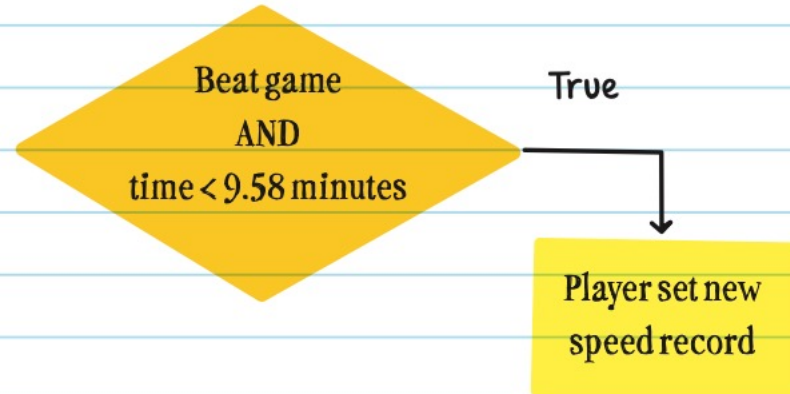 Beat game
AND
time < 9.58 minutes
True
Player set new
speed record